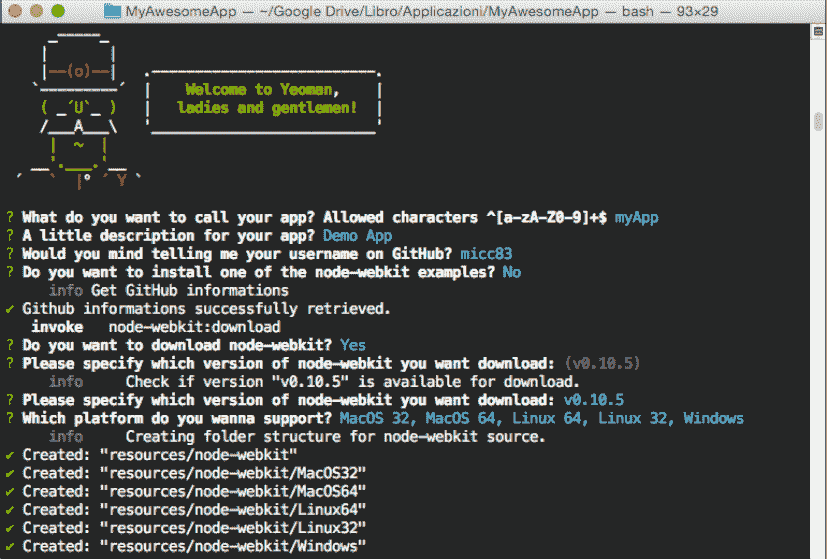 MyAwesomeApp — ~/Google Drive/Libro/Applicazioni/MyAwesomeApp — bash — 93×29
Welcome to Yeoman,
ladies and gentlemen!
? What do you want to call your app? Allowed characters ^[a-zA-Z0-9]+$ myApp
? A little description for your app? Demo App
? Would you mind telling me your username on GitHub? micc83
? Do you want to install one of the node-webkit examples? No
info Get GitHub informations
✔ Github informations successfully retrieved.
invoke node-webkit:download
? Do you want to download node-webkit? Yes
? Please specify which version of node-webkit you want download: (v0.10.5)
info Check if version "v0.10.5" is available for download.
? Please specify which version of node-webkit you want download: v0.10.5
? Which platform do you wanna support? MacOS 32, MacOS 64, Linux 64, Linux 32, Windows
info Creating folder structure for node-webkit source.
✔ Created: "resources/node-webkit"
✔ Created: "resources/node-webkit/MacOS32"
✔ Created: "resources/node-webkit/MacOS64"
✔ Created: "resources/node-webkit/Linux64"
✔ Created: "resources/node-webkit/Linux32"
✔ Created: "resources/node-webkit/Windows"